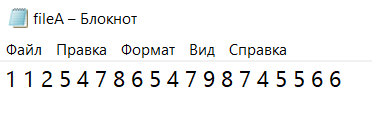 fileA – Блокнот
Файл Правка Формат Вид Справка
1 1 2 5 4 7 8 6 5 4 7 9 8 7 4 5 5 6 6